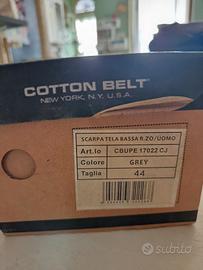 COTTON BELT
NEW YORK, N.Y. U.S.A.
SCARPA TELA BASSA R.ZO/UOMO
Art.lo CBUPE 17022 CJ
Colore GREY
Taglia 44
subito